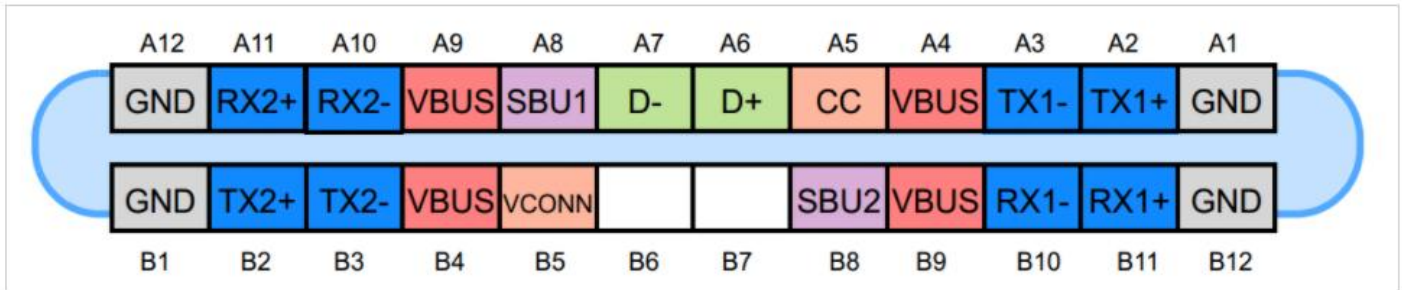 A12 A11 A10 A9 A8 A7 A6 A5 A4 A3 A2 A1
GND RX2+ RX2- VBUS SBU1 D- D+ CC VBUS TX1- TX1+ GND
GND TX2+ TX2- VBUS VCONN SBU2 VBUS RX1- RX1+ GND
B1 B2 B3 B4 B5 B6 B7 B8 B9 B10 B11 B12